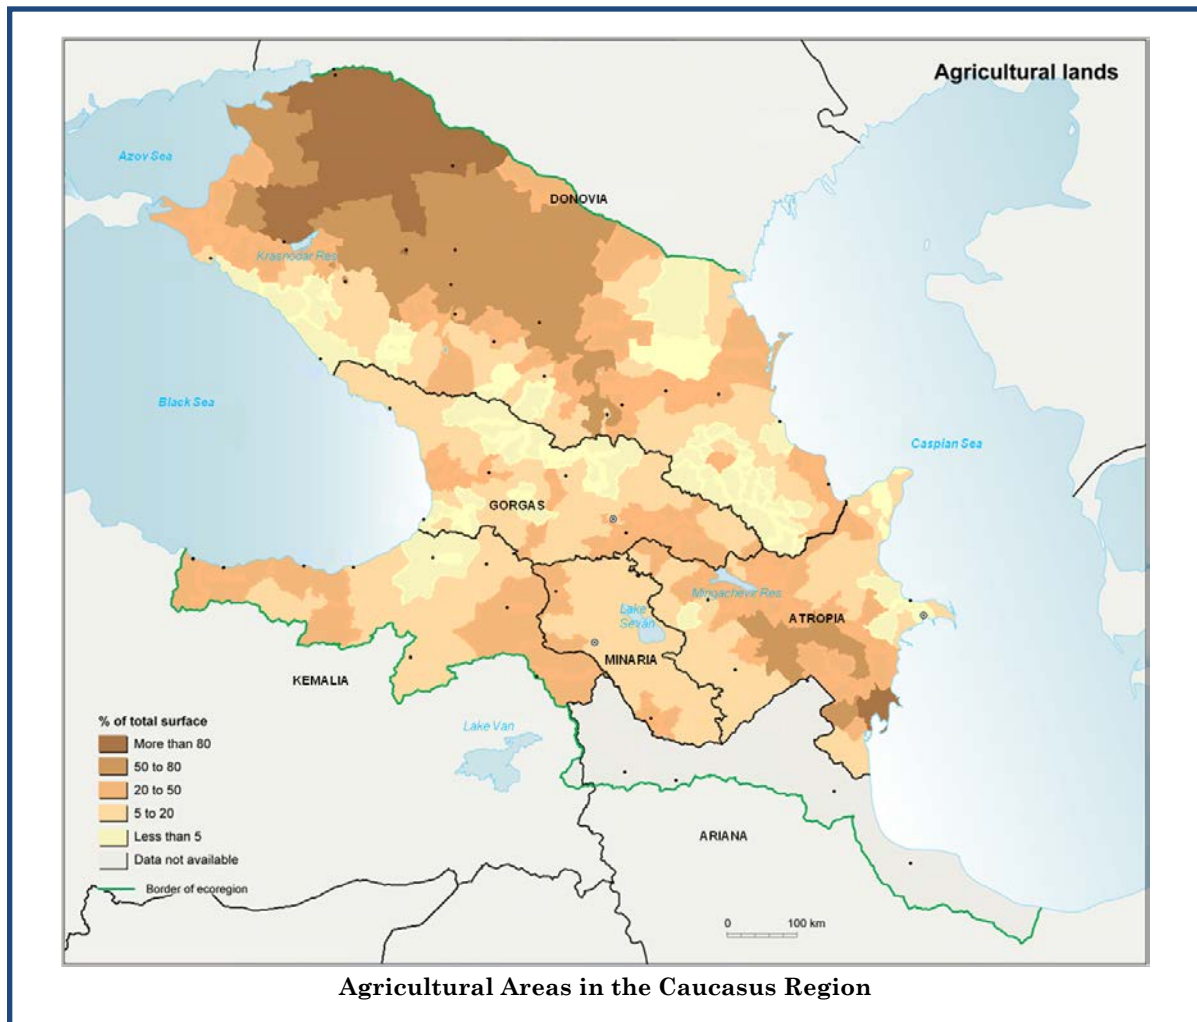 Agricultural lands
Azov Sea
DONOVIA
Krasnodar Res
Black Sea
Caspian Sea
GORGAS
Mingachevir Res
Lake
Sevan
ATROPIA
MINARIA
KEMALIA
Lake Van
ARIANA
% of total surface
More than 80
50 to 80
20 to 50
5 to 20
Less than 5
Data not available
Border of ecoregion
0 100 km
Agricultural Areas in the Caucasus Region